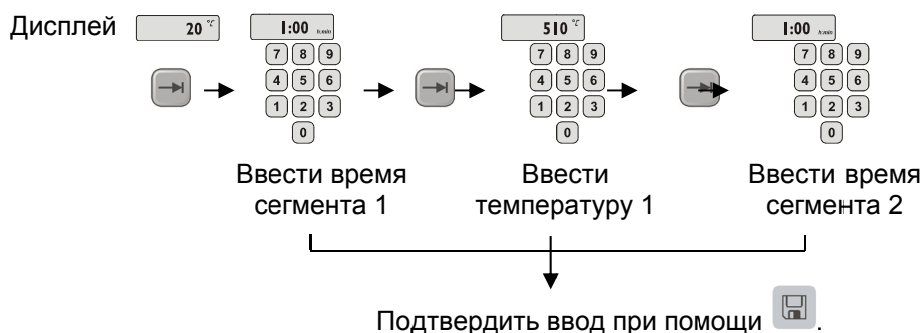 Дисплей 20 °C 1:00 h:min 510 °C 1:00 h:min
7 8 9 7 8 9 7 8 9
4 5 6 4 5 6 4 5 6
1 2 3 1 2 3 1 2 3
0 0 0
Ввести время Ввести Ввести время
сегмента 1 температуру 1 сегмента 2
Подтвердить ввод при помощи .